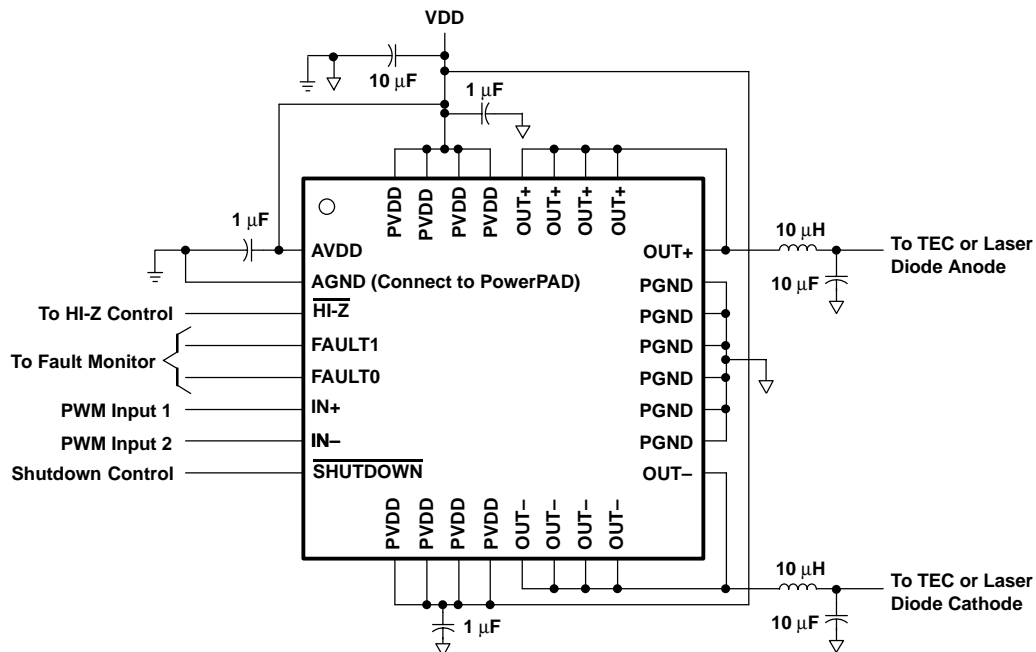 VDD
10 μF
1 μF
PVDD
PVDD
PVDD
PVDD
OUT+
OUT+
OUT+
OUT+
1 μF
AVDD
AGND (Connect to PowerPAD)
To HI-Z Control
HI-Z
To Fault Monitor
FAULT1
FAULT0
PWM Input 1
IN+
PWM Input 2
IN–
Shutdown Control
SHUTDOWN
OUT+
PGND
PGND
PGND
PGND
PGND
PGND
OUT–
10 μH
10 μF
To TEC or Laser
Diode Anode
PVDD
PVDD
PVDD
PVDD
OUT–
OUT–
OUT–
OUT–
1 μF
10 μH
10 μF
To TEC or Laser
Diode Cathode